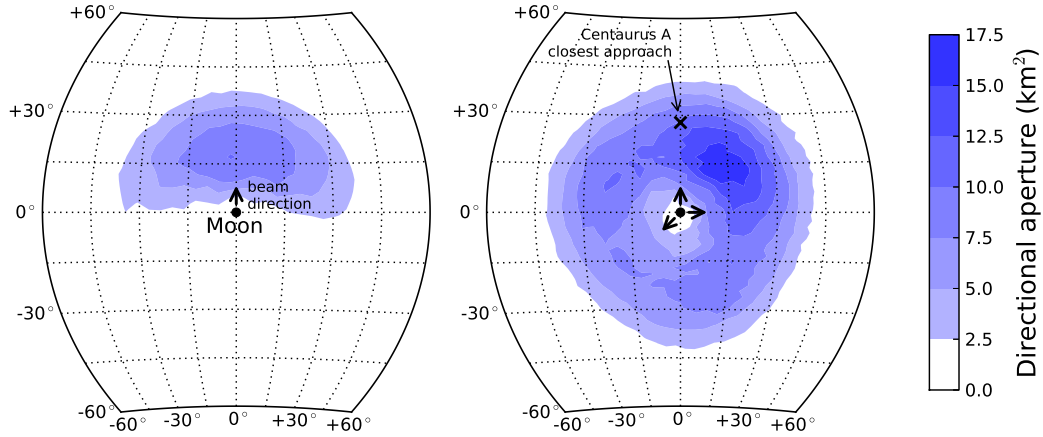 +60°
+30°
0°
-30°
-60°
-60° -30° 0° +30° +60°
beam
direction
Moon
+60°
+30°
0°
-30°
-60°
-60° -30° 0° +30° +60°
Centaurus A
closest approach
17.5
15.0
12.5
10.0
7.5
5.0
2.5
0.0
Directional aperture (km²)